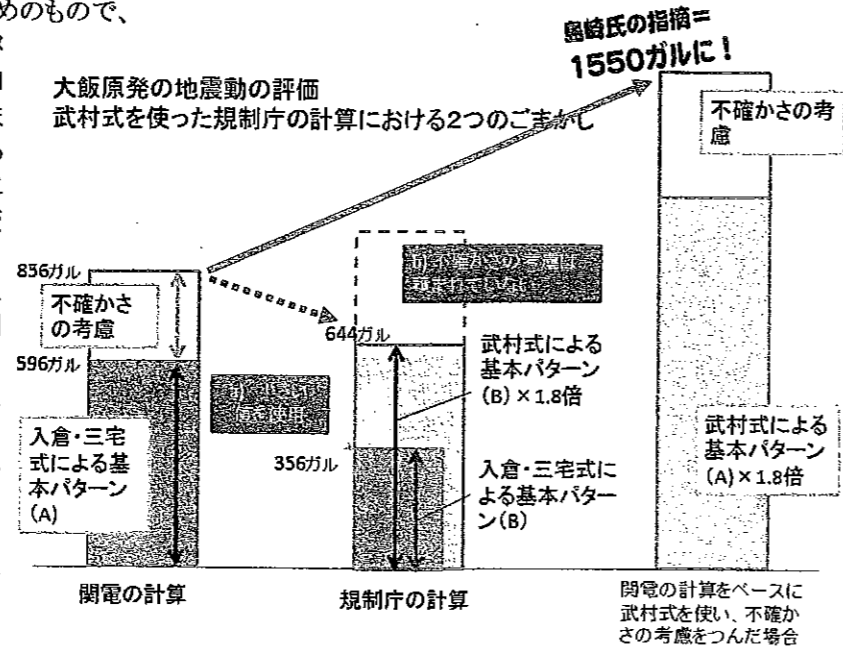 めのもので、
島崎氏の指摘=
1550ガルに!
大飯原発の地震動の評価
武村式を使った規制庁の計算における2つのごまかし
不確かさの考
慮
836ガル
不確かさ
の考慮
596ガル
入倉・三宅
式による基
本パターン
(A)
644ガル
356ガル
武村式による
基本パターン
(B)×1.8倍
入倉・三宅式に
よる基本パター
ン(B)
武村式による
基本パターン
(A)×1.8倍
関電の計算
規制庁の計算
関電の計算をベースに
武村式を使い、不確か
さの考慮をつんだ場合